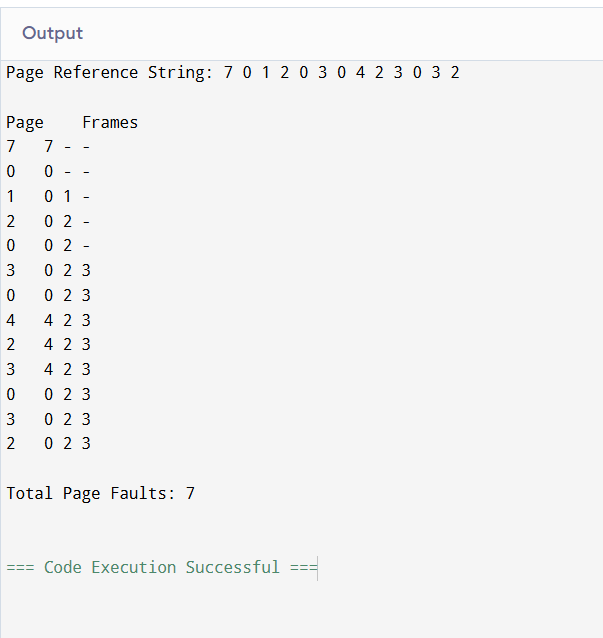 Output
Page Reference String: 7 0 1 2 0 3 0 4 2 3 0 3 2
Page    Frames
7   7 - -
0   0 - -
1   0 1 -
2   0 2 -
0   0 2 -
3   0 2 3
0   0 2 3
4   4 2 3
2   4 2 3
3   4 2 3
0   0 2 3
3   0 2 3
2   0 2 3
Total Page Faults: 7
=== Code Execution Successful ===